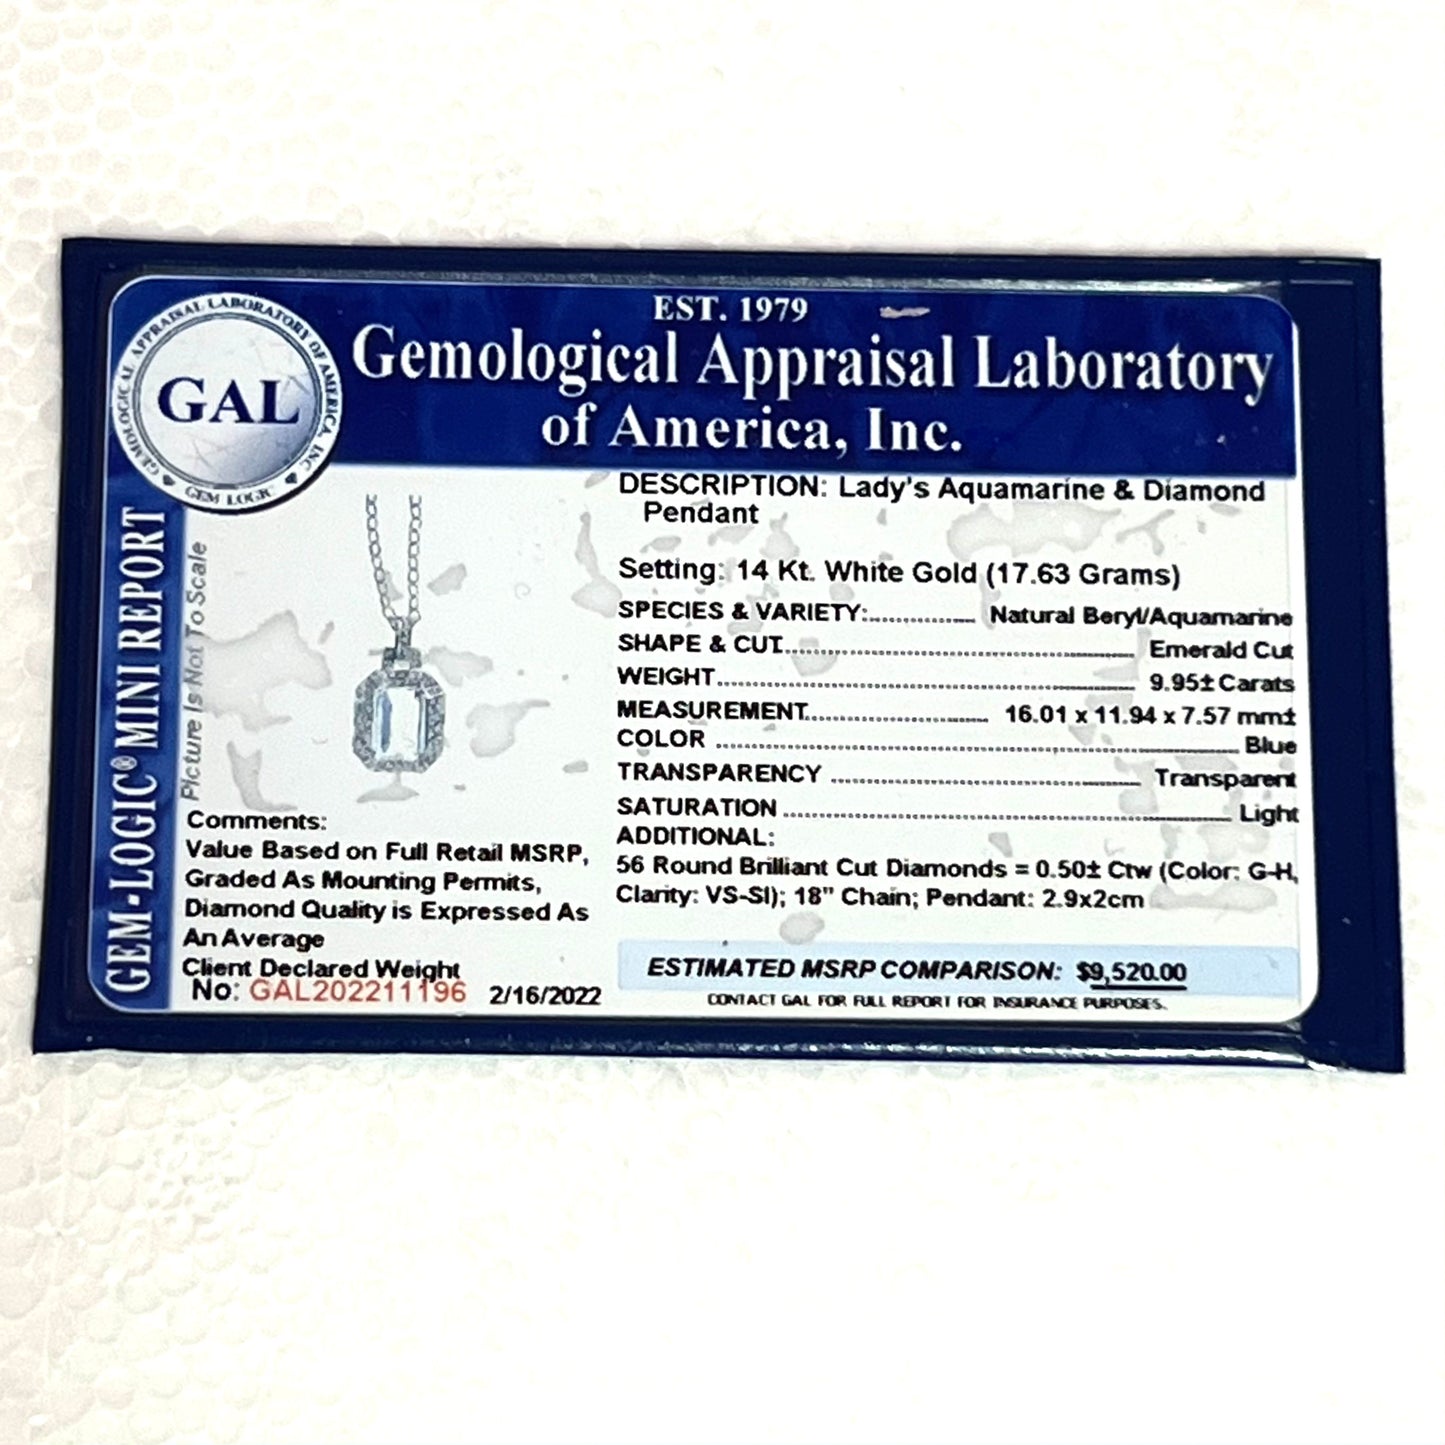 EST. 1979
Gemological Appraisal Laboratory
of America, Inc.
GEMOLOGICAL APPRAISAL LABORATORY OF AMERICA, INC
GAL
GEM LOGIC
GEM-LOGIC® MINI REPORT
Picture Is Not To Scale
DESCRIPTION: Lady's Aquamarine & Diamond
Pendant
Setting: 14 Kt. White Gold (17.63 Grams)
SPECIES & VARIETY:.................. Natural Beryl/Aquamarine
SHAPE & CUT.................. Emerald Cut
WEIGHT.................. 9.95± Carats
MEASUREMENT.................. 16.01 x 11.94 x 7.57 mm±
COLOR .................. Blue
TRANSPARENCY .................. Transparent
SATURATION .................. Light
ADDITIONAL:
56 Round Brilliant Cut Diamonds = 0.50± Ctw (Color: G-H,
Clarity: VS-SI); 18" Chain; Pendant: 2.9x2cm
Comments:
Value Based on Full Retail MSRP,
Graded As Mounting Permits,
Diamond Quality is Expressed As
An Average
Client Declared Weight
No: GAL202211196 2/16/2022
ESTIMATED MSRP COMPARISON: $9,520.00
CONTACT GAL FOR FULL REPORT FOR INSURANCE PURPOSES.